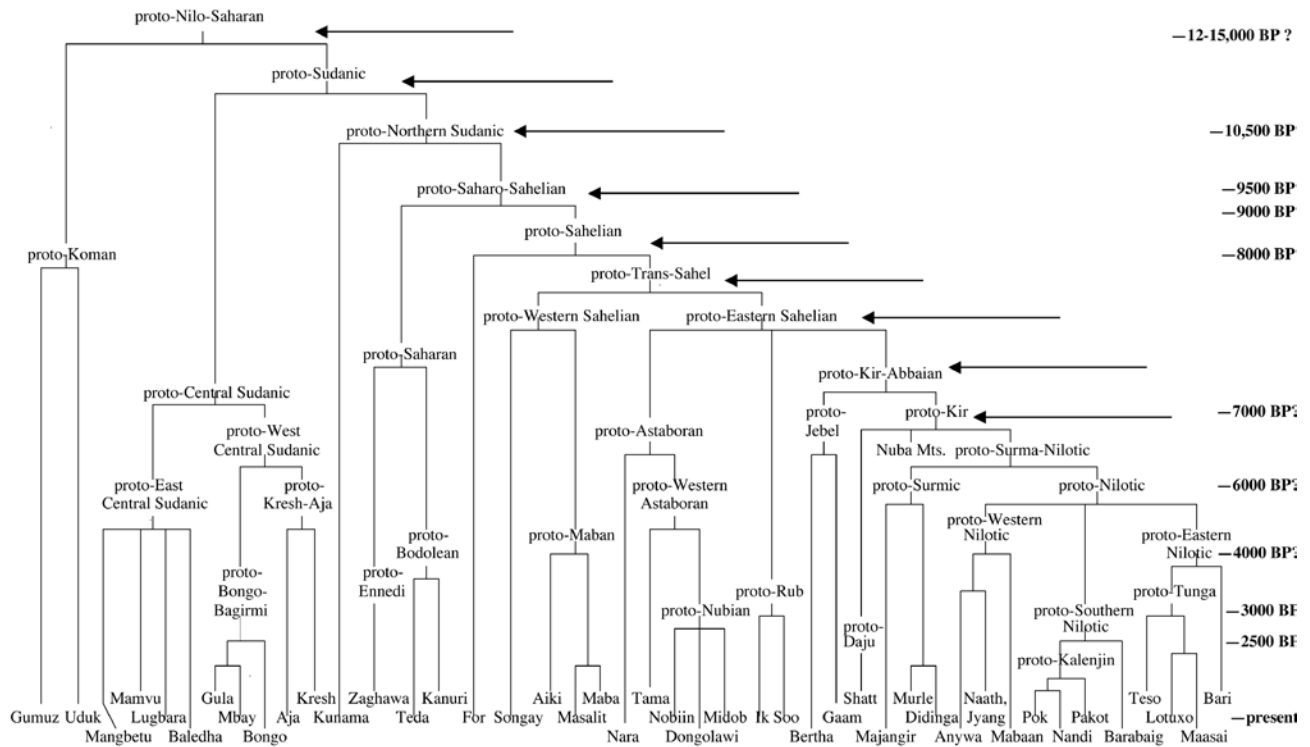 proto-Nilo-Saharan
—12-15,000 BP ?
proto-Sudanic
proto-Northern Sudanic
—10,500 BP
proto-Saharo-Sahelian
—9500 BP
—9000 BP
proto-Sahelian
proto-Koman
—8000 BP
proto-Trans-Sahel
proto-Western Sahelian
proto-Eastern Sahelian
proto-Saharan
proto-Kir-Abbaian
proto-Central Sudanic
proto-
Jebel
proto-Kir
—7000 BP?
proto-West
Central Sudanic
proto-Astaboran
Nuba Mts.
proto-Surma-Nilotic
proto-East
Central Sudanic
proto-
Kresh-Aja
proto-Western
Astaboran
proto-Surmic
proto-Nilotic
—6000 BP?
proto-Western
Nilotic
proto-Maban
proto-
Bodolean
proto-Eastern
Nilotic
—4000 BP?
proto-
Bongo-
Bagirmi
proto-
Ennedi
proto-Rub
proto-Tunga
proto-Nubian
proto-Southern
Nilotic
—3000 BP
proto-
Daju
—2500 BP
proto-Kalenjin
Mamvu
Gula
Kresh
Zaghawa
Kanuri
Aiki
Maba
Tama
Shatt
Murle
Naath,
Teso
Bari
Gumuz
Uduk
Lugbara
Mbay
Aja
Kunama
Teda
For
Songay
Masalit
Nobiin
Midob
Ik
Soo
Gaam
Didinga
Jyang
Pok
Pakot
Lotuxo
—present
Mangbetu
Baledha
Bongo
Nara
Dongolawi
Bertha
Majangir
Anywa
Mabaan
Nandi
Barabaig
Maasai